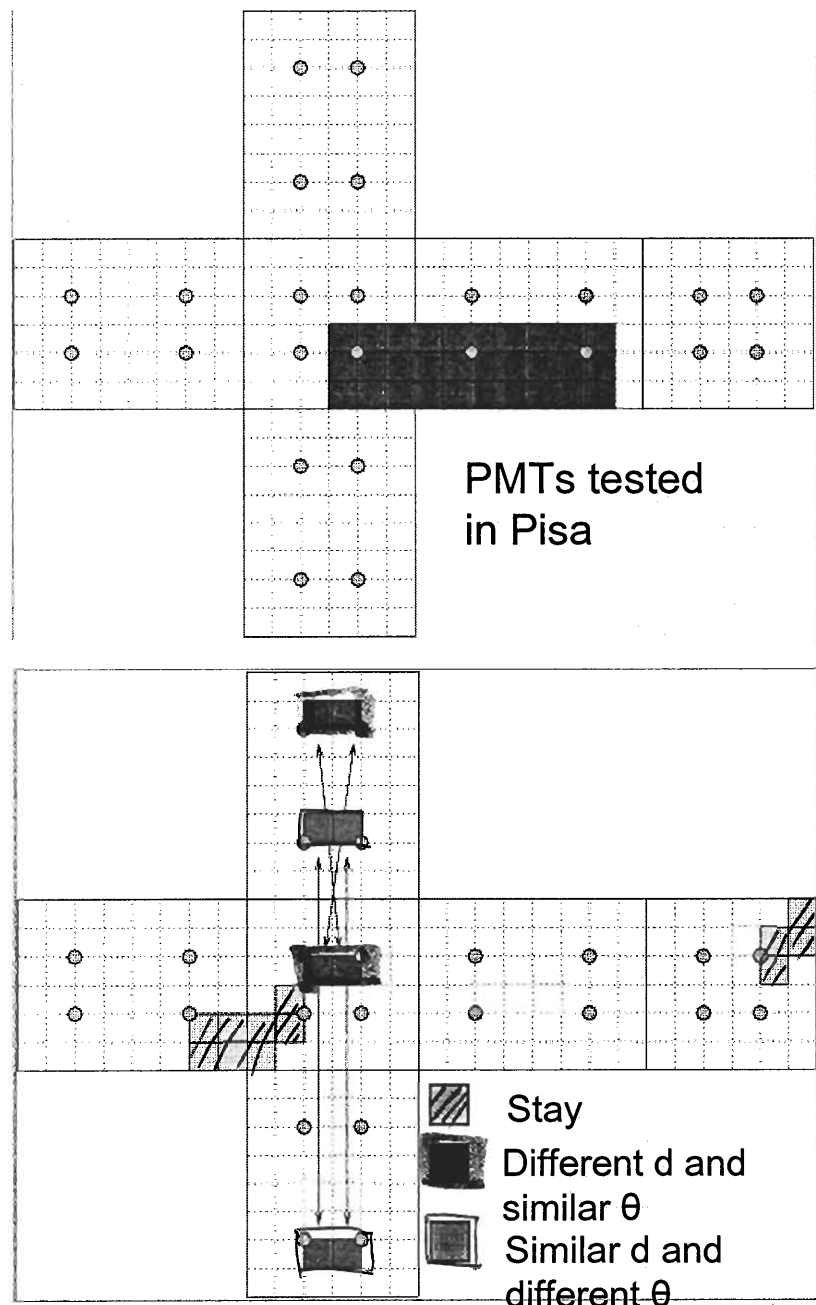 PMTs tested
in Pisa
Stay
Different d and
similar θ
Similar d and
different θ